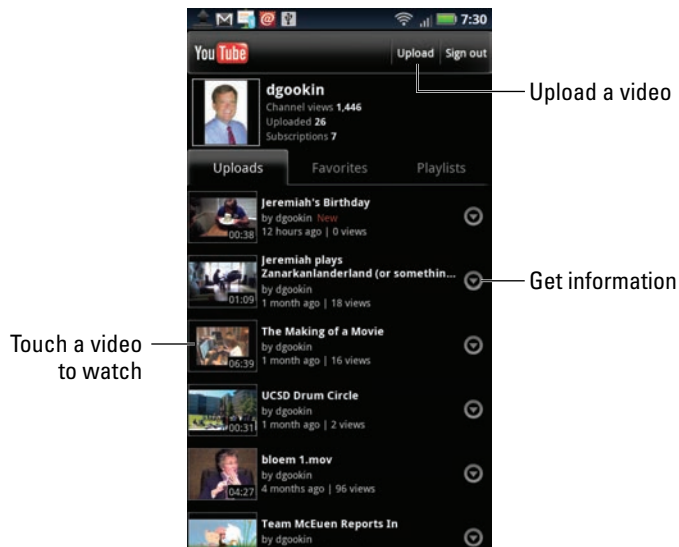 7:30
You Tube
Upload
Sign out
dgookin
Channel views 1,446
Uploaded 26
Subscriptions 7
Upload a video
Uploads
Favorites
Playlists
Jeremiah's Birthday
by dgookin New
12 hours ago | 0 views
00:38
Jeremiah plays
Zanarkanlanderland (or somethin...
by dgookin
1 month ago | 18 views
01:09
Get information
The Making of a Movie
by dgookin
1 month ago | 16 views
06:39
Touch a video
to watch
UCSD Drum Circle
by dgookin
1 month ago | 2 views
00:31
bloem 1.mov
by dgookin
4 months ago | 96 views
04:27
Team McEuen Reports In
by dgookin